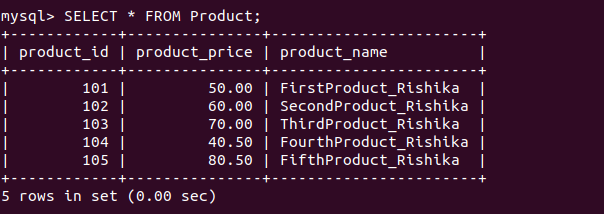 mysql> SELECT * FROM Product;
+------------+---------------+-----------------------+
| product_id | product_price | product_name          |
+------------+---------------+-----------------------+
|        101 |         50.00 | FirstProduct_Rishika  |
|        102 |         60.00 | SecondProduct_Rishika |
|        103 |         70.00 | ThirdProduct_Rishika  |
|        104 |         40.50 | FourthProduct_Rishika |
|        105 |         80.50 | FifthProduct_Rishika  |
+------------+---------------+-----------------------+
5 rows in set (0.00 sec)